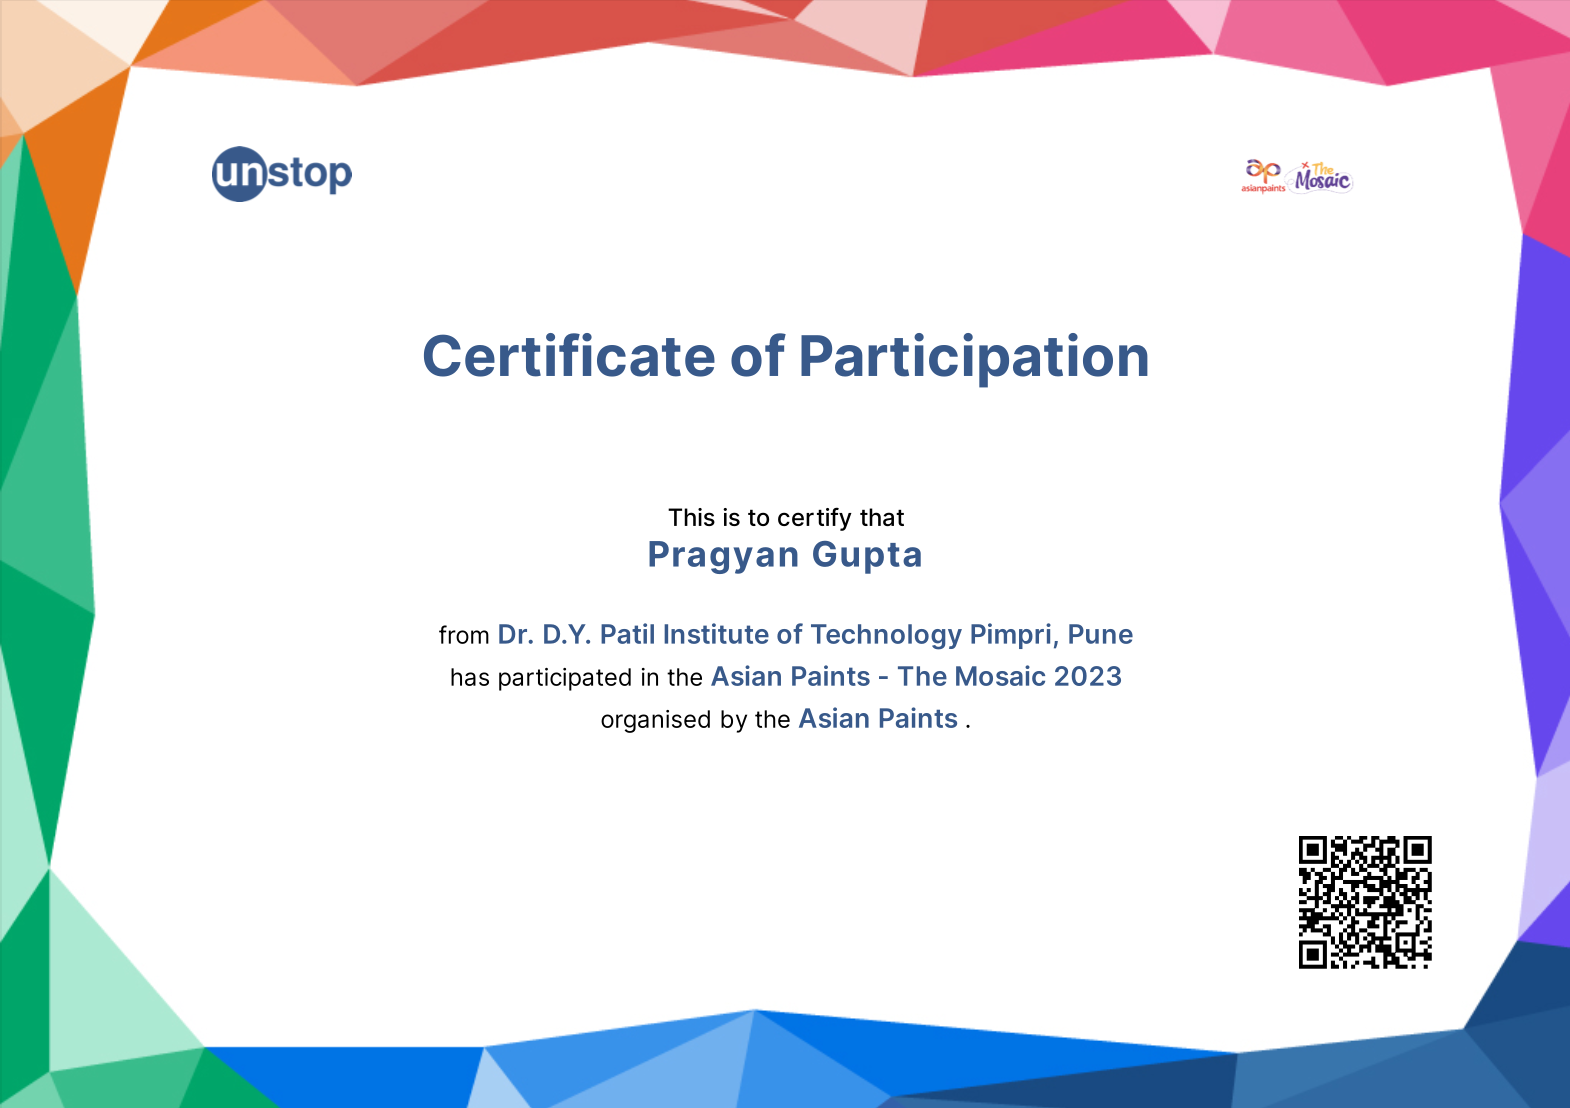 unstop
asianpaints
The
Mosaic
Certificate of Participation
This is to certify that
Pragyan Gupta
from Dr. D.Y. Patil Institute of Technology Pimpri, Pune
has participated in the Asian Paints - The Mosaic 2023
organised by the Asian Paints .